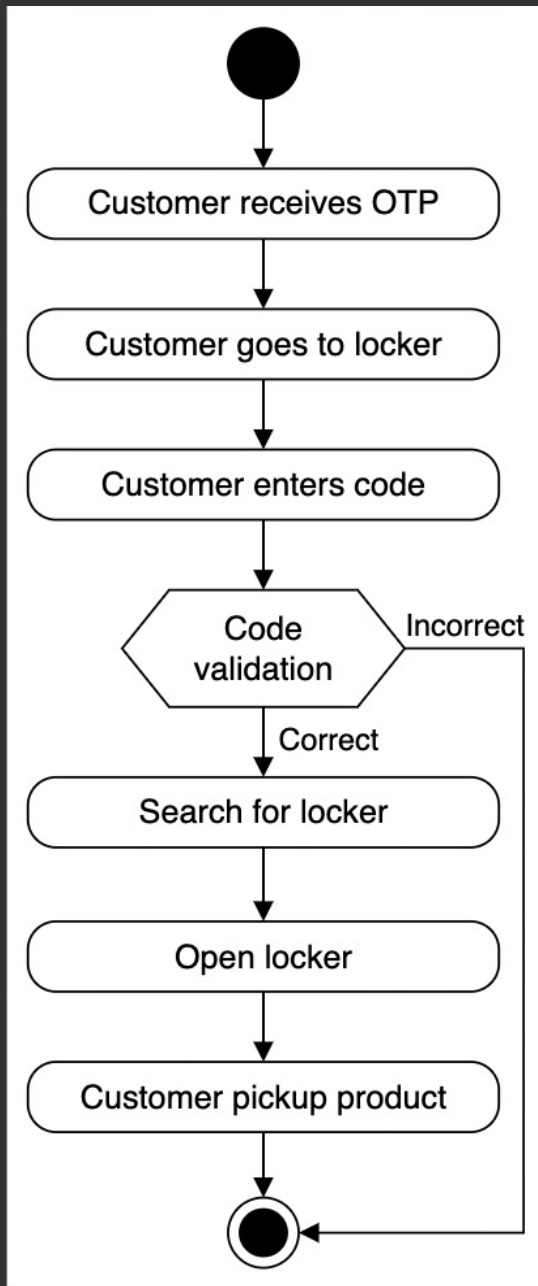 Customer receives OTP
Customer goes to locker
Customer enters code
Code
validation
Incorrect
Correct
Search for locker
Open locker
Customer pickup product